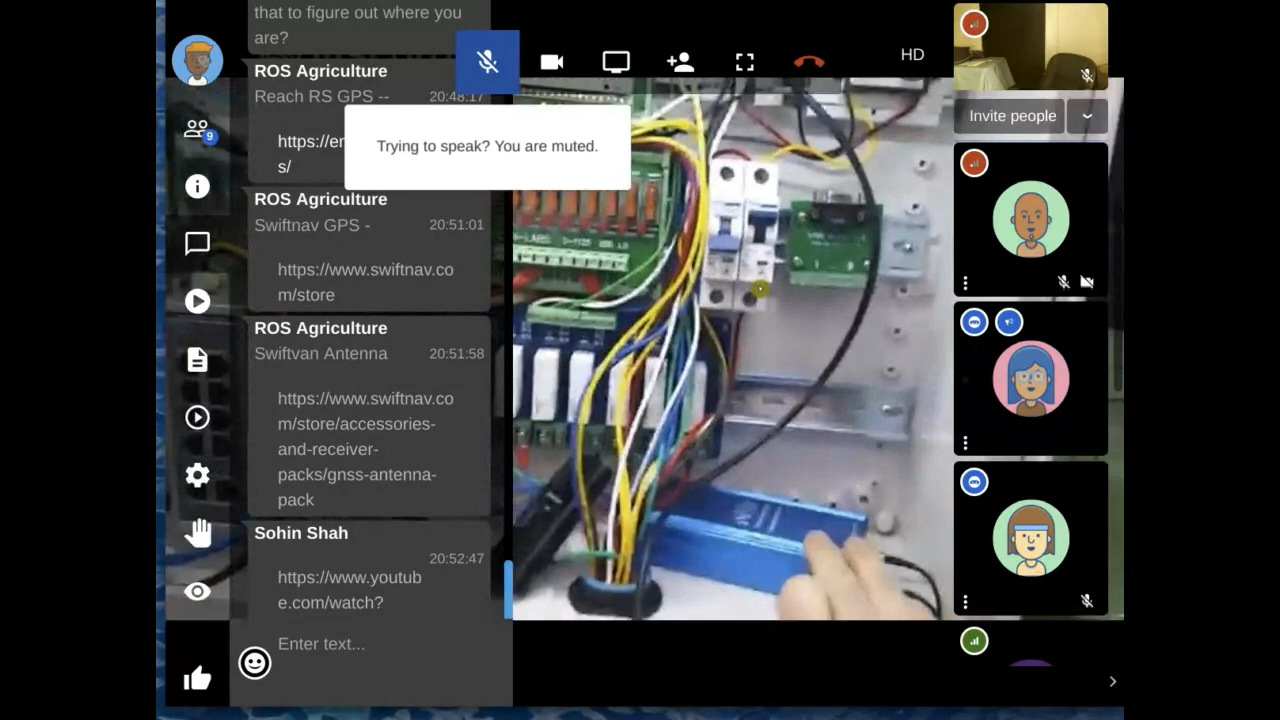 that to figure out where you
are?
ROS Agriculture
Reach RS GPS --
20:48:17
https://en
s/
ROS Agriculture
Swiftnav GPS -
20:51:01
https://www.swiftnav.co
m/store
ROS Agriculture
Swiftvan Antenna
20:51:58
https://www.swiftnav.co
m/store/accessories-
and-receiver-
packs/gnss-antenna-
pack
Sohin Shah
20:52:47
https://www.youtub
e.com/watch?
Enter text...
9
Trying to speak? You are muted.
HD
Invite people